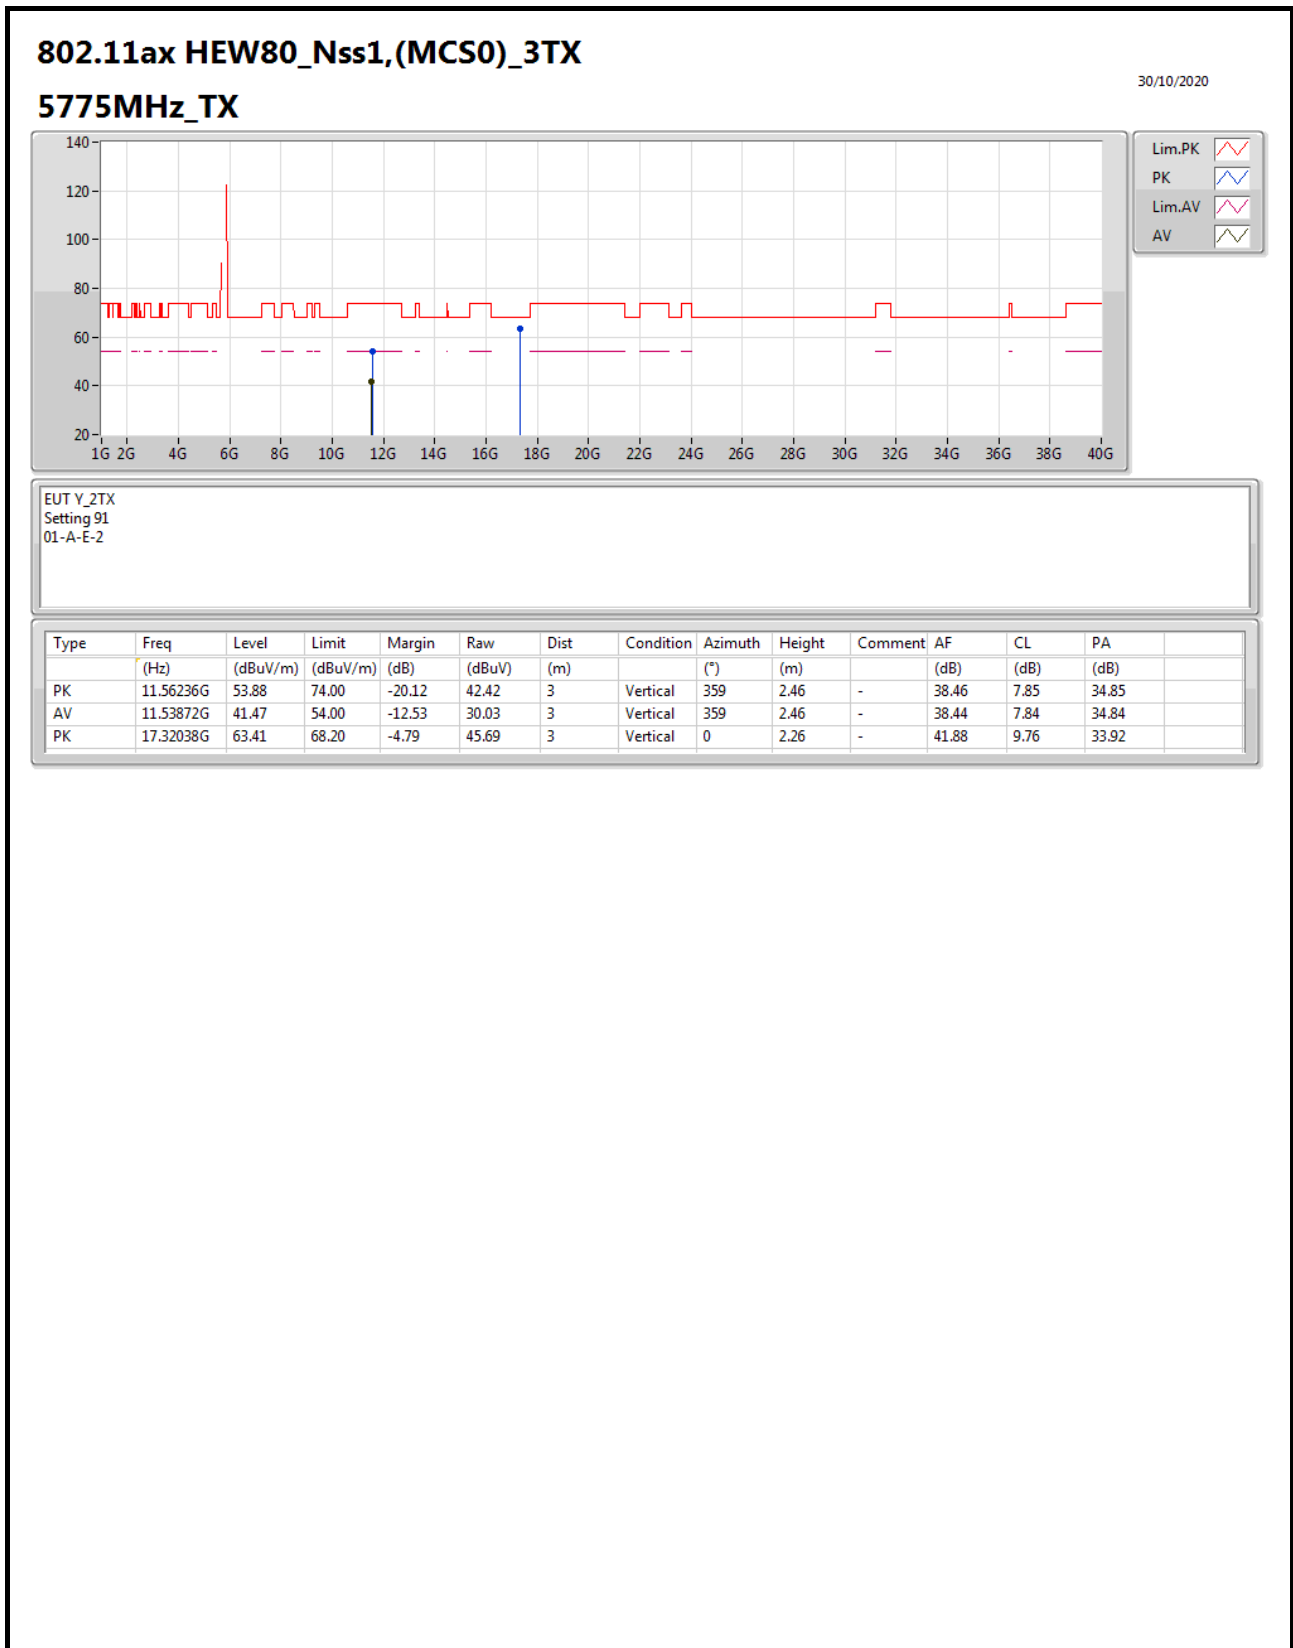 802.11ax HEW80_Nss1,(MCS0)_3TX
30/10/2020
5775MHz_TX
140
120
100
80
60
40
20
1G 2G 4G 6G 8G 10G 12G 14G 16G 18G 20G 22G 24G 26G 28G 30G 32G 34G 36G 38G 40G
Lim.PK
PK
Lim.AV
AV
EUT Y_2TX
Setting 91
01-A-E-2
Type Freq Level Limit Margin Raw Dist Condition Azimuth Height Comment AF CL PA
(Hz) (dBuV/m) (dBuV/m) (dB) (dBuV) (m) (°) (m) (dB) (dB) (dB)
PK 11.56236G 53.88 74.00 -20.12 42.42 3 Vertical 359 2.46 - 38.46 7.85 34.85
AV 11.53872G 41.47 54.00 -12.53 30.03 3 Vertical 359 2.46 - 38.44 7.84 34.84
PK 17.32038G 63.41 68.20 -4.79 45.69 3 Vertical 0 2.26 - 41.88 9.76 33.92